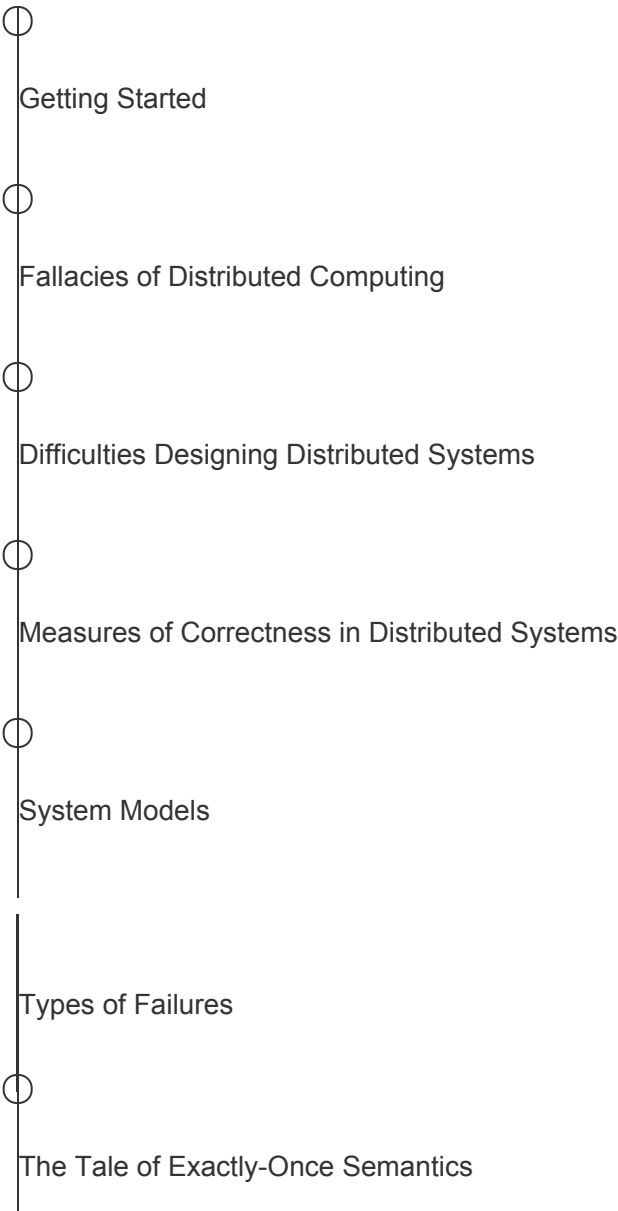 Getting Started
Fallacies of Distributed Computing
Difficulties Designing Distributed Systems
Measures of Correctness in Distributed Systems
System Models
Types of Failures
The Tale of Exactly-Once Semantics